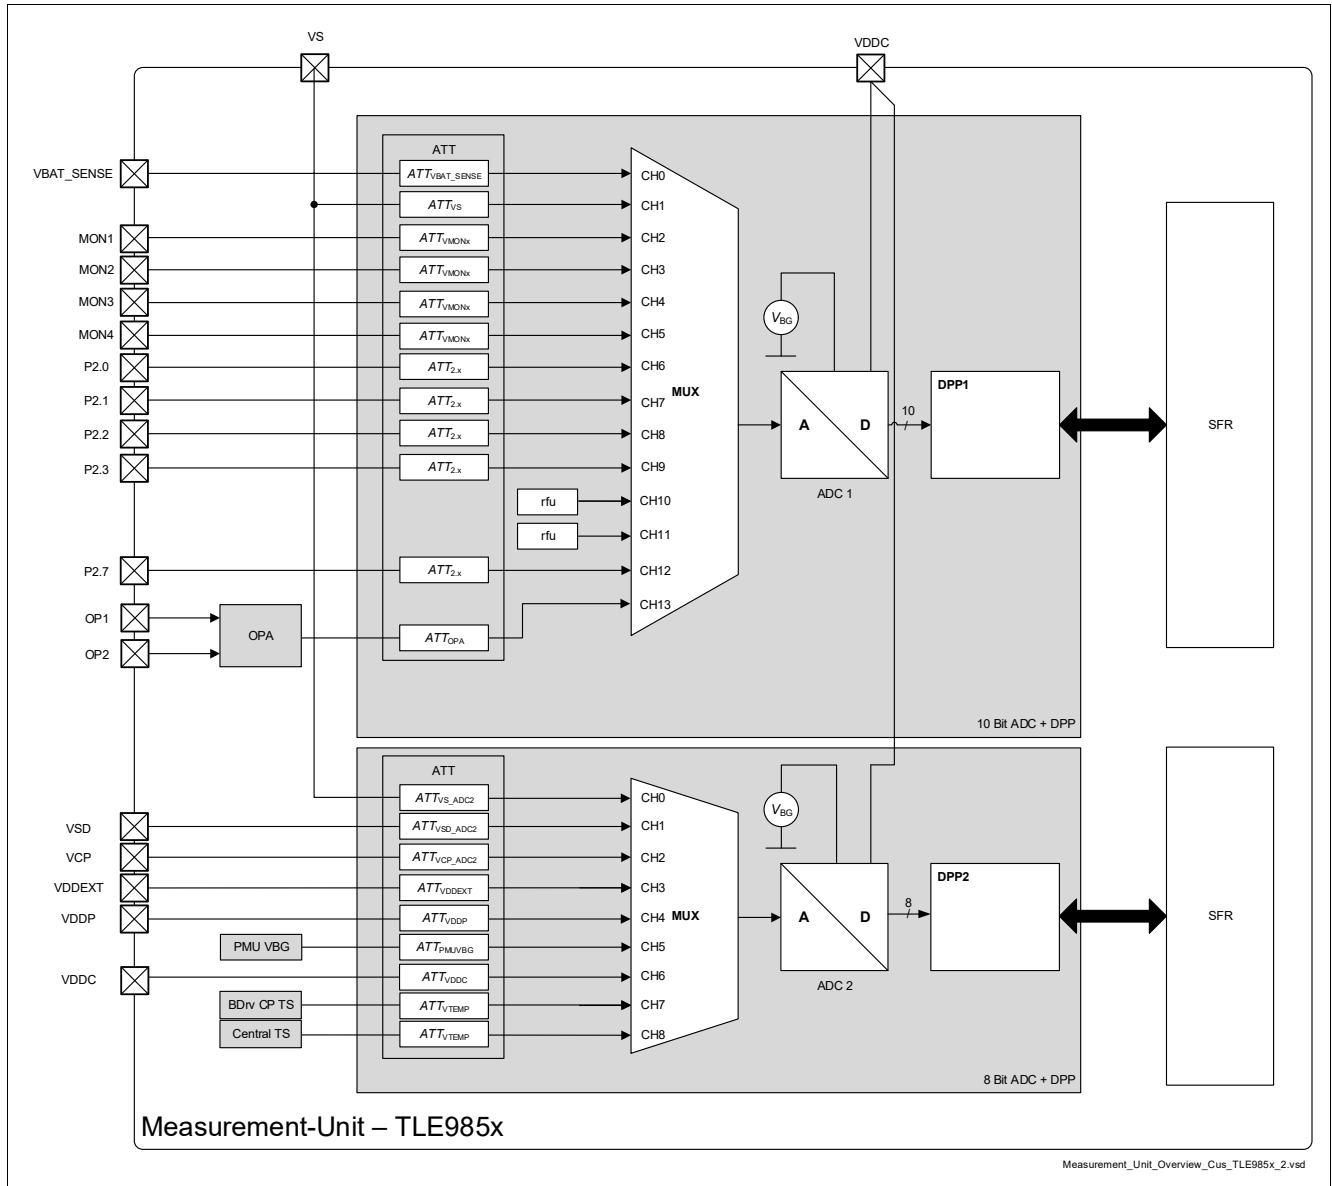 VS
VDDC
ATT
VBAT_SENSE
ATTVBAT_SENSE
CH0
ATTVS
CH1
MON1
ATTVMONx
CH2
MON2
ATTVMONx
CH3
MON3
ATTVMONx
CH4
VBG
MON4
ATTVMONx
CH5
P2.0
ATT2.x
CH6
MUX
DPP1
P2.1
ATT2.x
CH7
10
P2.2
ATT2.x
CH8
A
D
SFR
P2.3
ATT2.x
CH9
ADC 1
rfu
CH10
rfu
CH11
P2.7
ATT2.x
CH12
CH13
OP1
OPA
ATTOPA
OP2
10 Bit ADC + DPP
ATT
ATTVS_ADC2
CH0
VSD
ATTVSD_ADC2
CH1
VBG
VCP
ATTVCP_ADC2
CH2
VDDEXT
ATTVDDEXT
CH3
DPP2
VDDP
ATTVDDP
CH4
MUX
A
D
8
SFR
PMU VBG
ATTPMUVBG
CH5
VDDC
ATTVDDC
CH6
ADC 2
BDrv CP TS
ATTVTEMP
CH7
Central TS
ATTVTEMP
CH8
8 Bit ADC + DPP
Measurement-Unit – TLE985x
Measurement_Unit_Overview_Cus_TLE985x_2.vsd